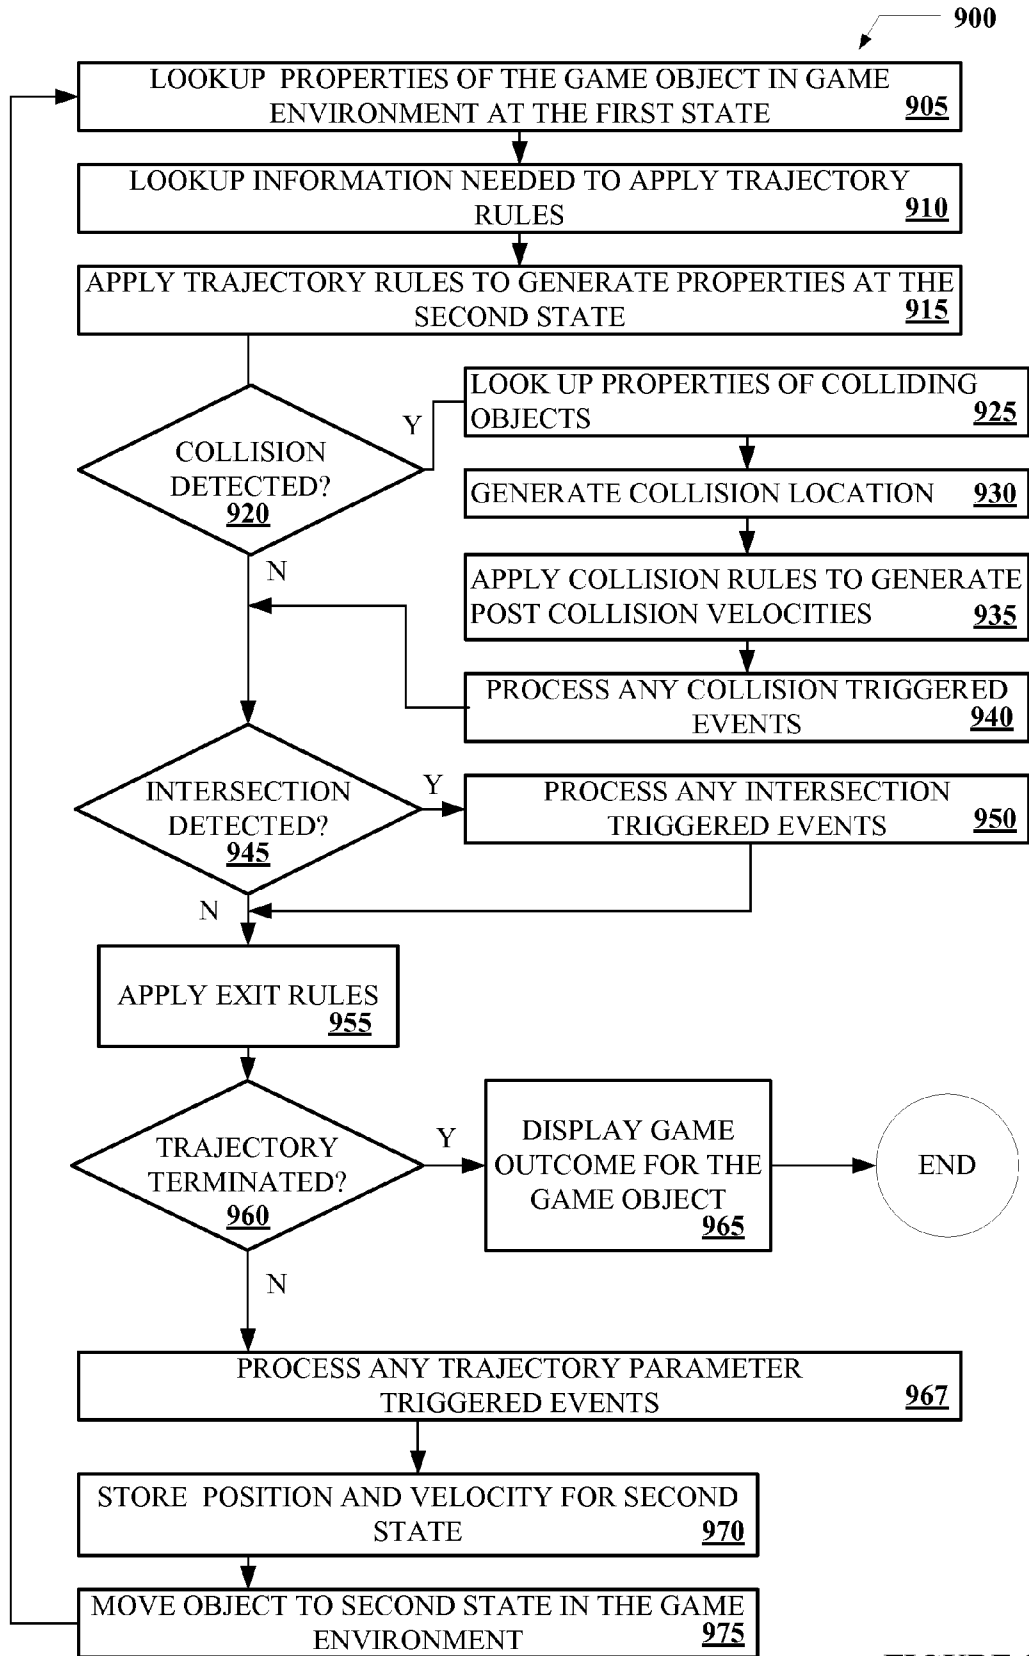 900
LOOKUP PROPERTIES OF THE GAME OBJECT IN GAME
ENVIRONMENT AT THE FIRST STATE
905
LOOKUP INFORMATION NEEDED TO APPLY TRAJECTORY
RULES
910
APPLY TRAJECTORY RULES TO GENERATE PROPERTIES AT THE
SECOND STATE
915
COLLISION
DETECTED?
920
Y
N
LOOK UP PROPERTIES OF COLLIDING
OBJECTS
925
GENERATE COLLISION LOCATION 930
APPLY COLLISION RULES TO GENERATE
POST COLLISION VELOCITIES
935
PROCESS ANY COLLISION TRIGGERED
EVENTS
940
INTERSECTION
DETECTED?
945
Y
N
PROCESS ANY INTERSECTION
TRIGGERED EVENTS
950
APPLY EXIT RULES
955
TRAJECTORY
TERMINATED?
960
Y
N
DISPLAY GAME
OUTCOME FOR THE
GAME OBJECT
965
END
PROCESS ANY TRAJECTORY PARAMETER
TRIGGERED EVENTS
967
STORE POSITION AND VELOCITY FOR SECOND
STATE
970
MOVE OBJECT TO SECOND STATE IN THE GAME
ENVIRONMENT
975